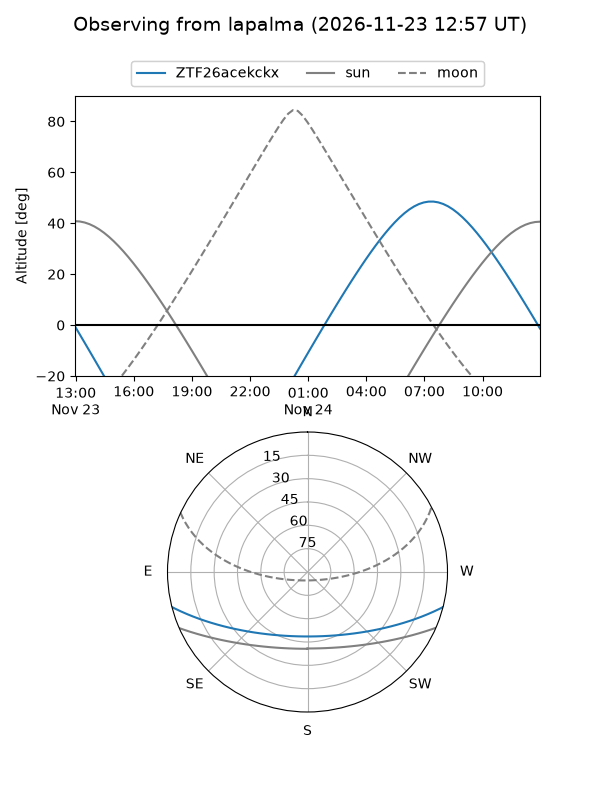 Observing from lapalma (2026-11-23 12:57 UT)
ZTF26acekckx sun moon
Altitude [deg]
80
60
40
20
0
−20
13:00 16:00 19:00 22:00 01:00 04:00 07:00 10:00
Nov 23 Nov 24
N
NE NW
15
30
45
60
75
E W
SE SW
S